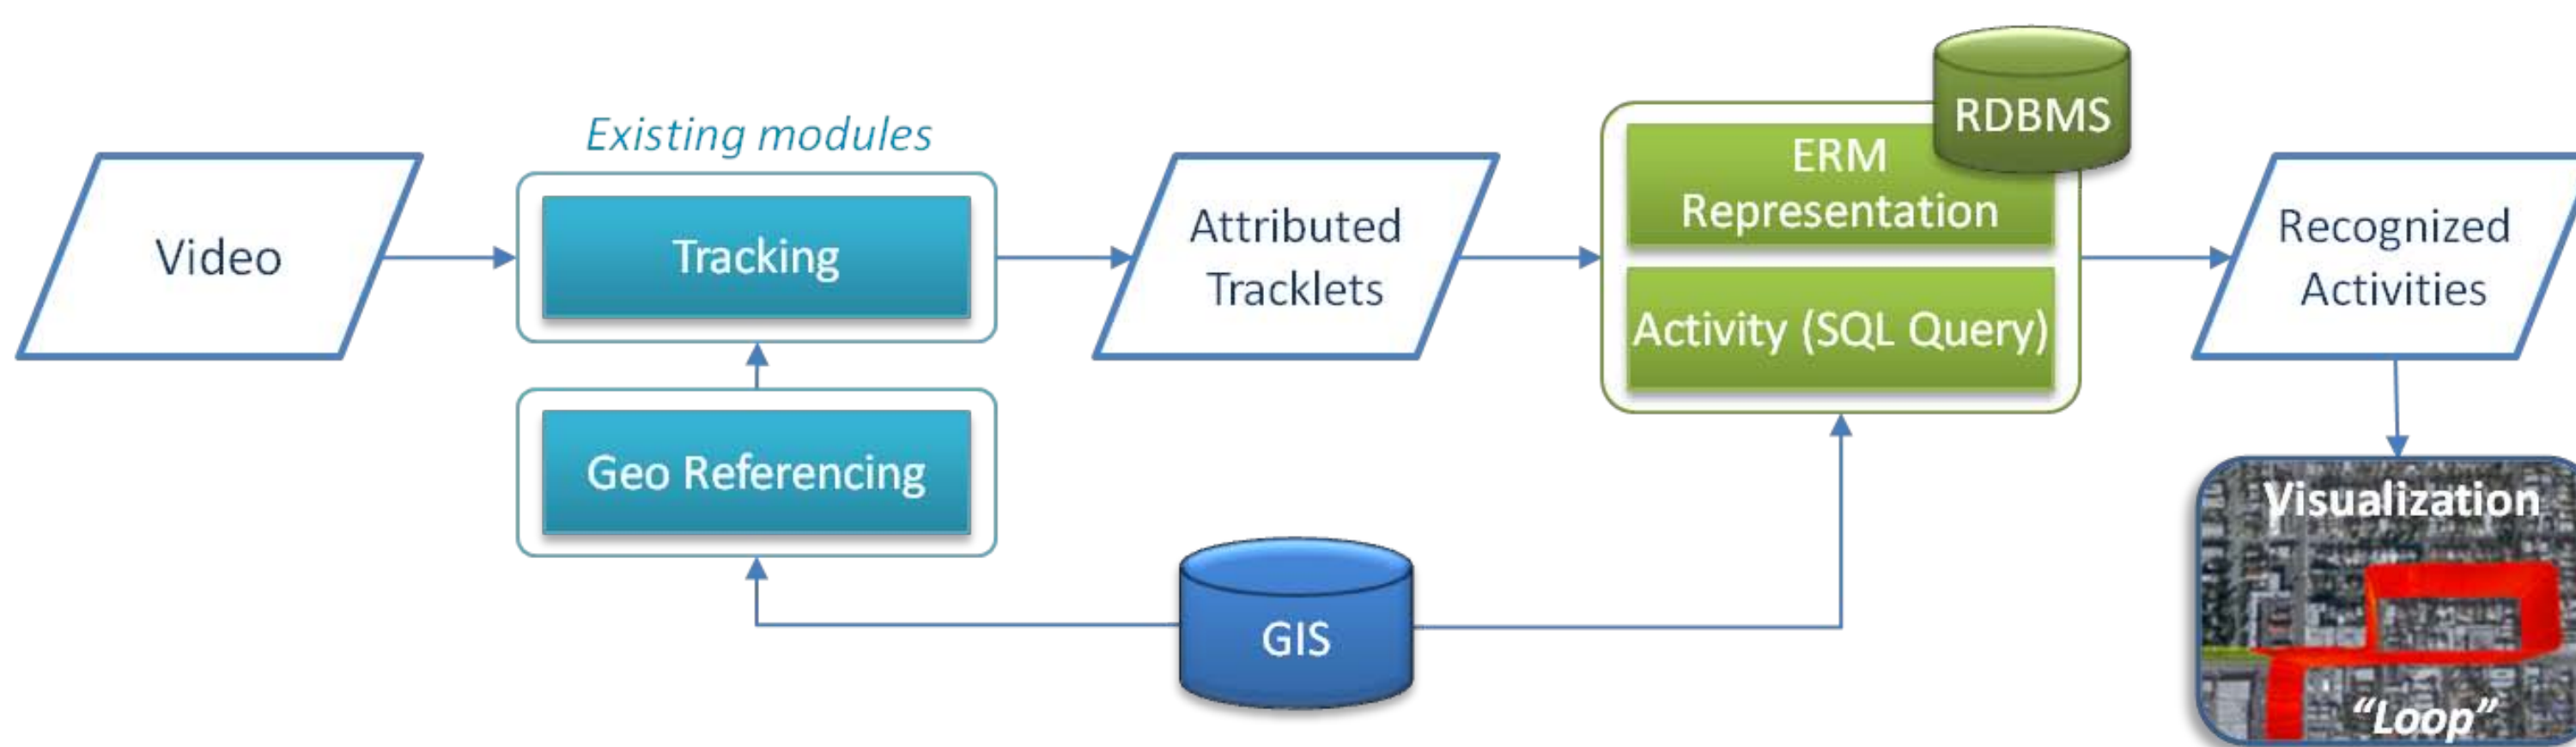 Existing modules
Video
Tracking
Geo Referencing
Attributed
Tracklets
GIS
RDBMS
ERM
Representation
Activity (SQL Query)
Recognized
Activities
Visualization
“Loop”